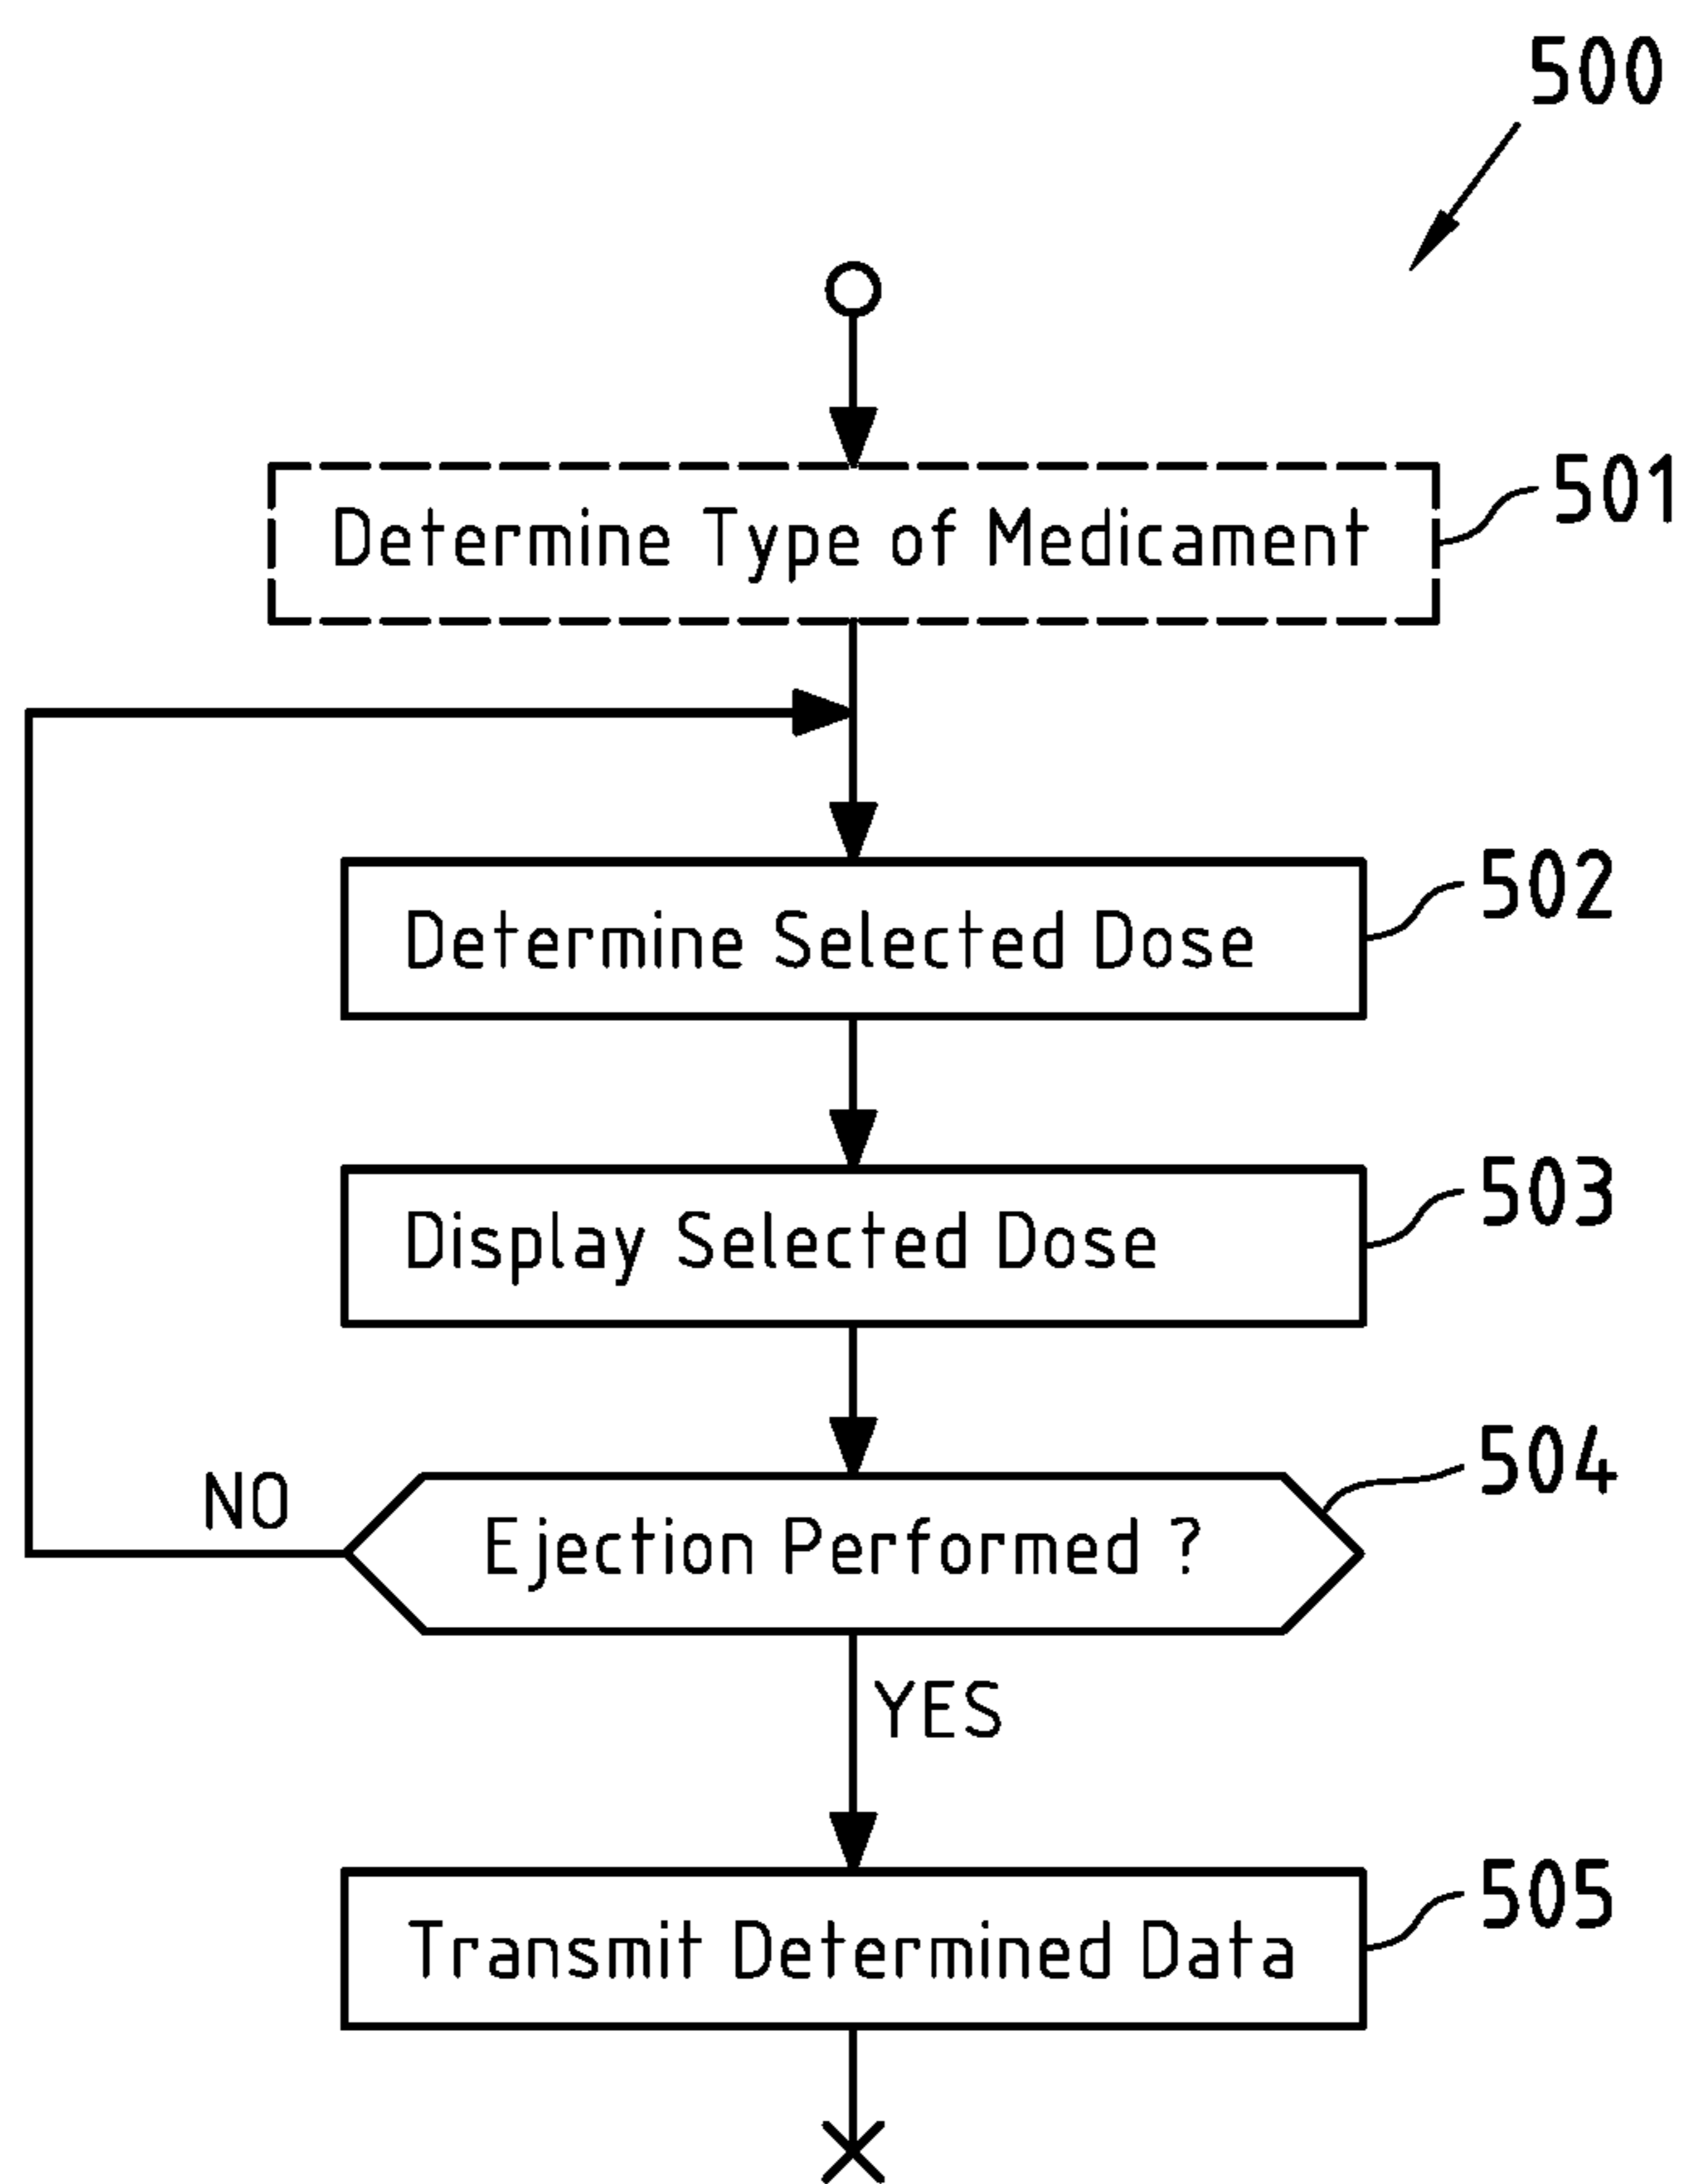 500
Determine Type of Medicament
501
Determine Selected Dose
502
Display Selected Dose
503
NO
Ejection Performed ?
504
YES
Transmit Determined Data
505